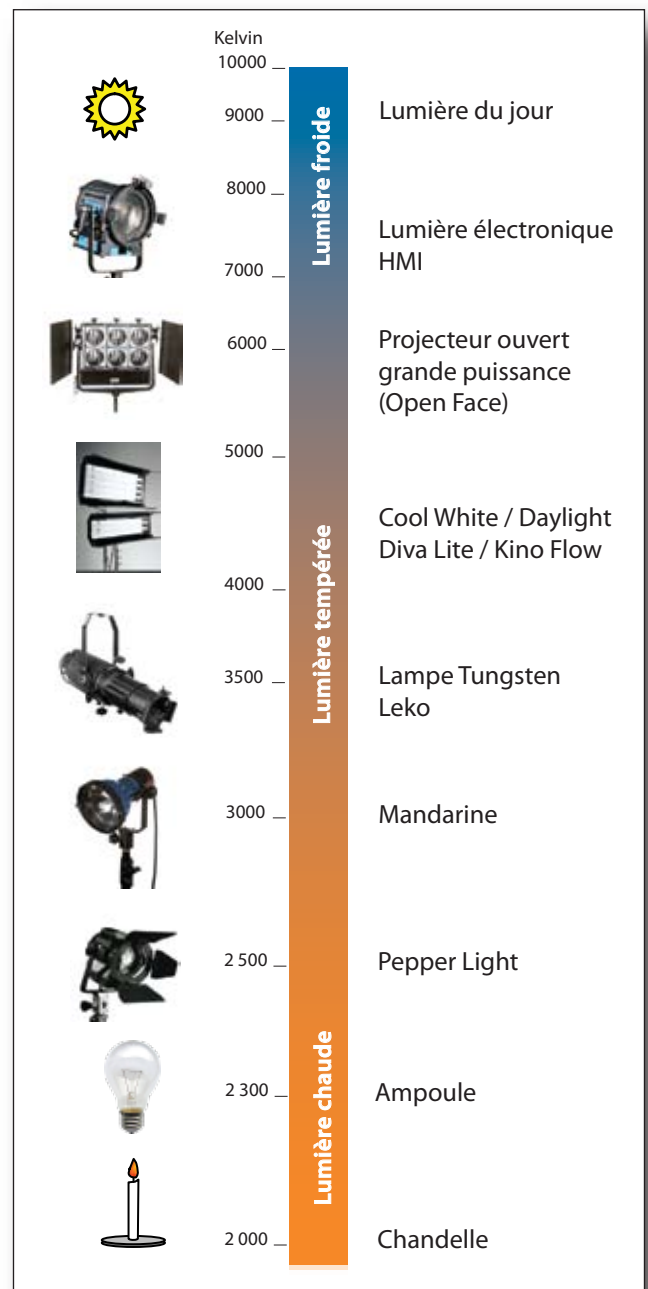 Kelvin
10000
9000
Lumière du jour
8000
Lumière froide
Lumière électronique
HMI
7000
6000
Projecteur ouvert
grande puissance
(Open Face)
5000
Cool White / Daylight
Diva Lite / Kino Flow
4000
Lumière tempérée
3500
Lampe Tungsten
Leko
3000
Mandarine
2 500
Pepper Light
Lumière chaude
2 300
Ampoule
2 000
Chandelle